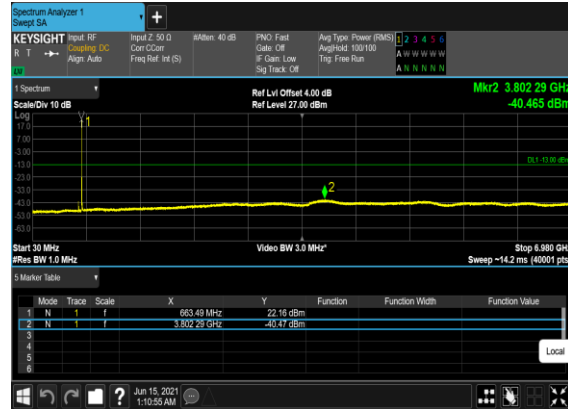 Spectrum Analyzer 1
Swept SA
+
KEYSIGHT
R T
Input: RF
Coupling: DC
Align: Auto
Input Z: 50 Ω
Corr CCorr
Freq Ref: Int (S)
#Atten: 40 dB
PNO: Fast
Gate: Off
IF Gain: Low
Sig Track: Off
Avg Type: Power (RMS)
Avg|Hold: 100/100
Trig: Free Run
1 2 3 4 5 6
A W W W W W
A N N N N N
1 Spectrum
Scale/Div 10 dB
Ref Lvl Offset 4.00 dB
Ref Level 27.00 dBm
Mkr2 3.802 29 GHz
-40.465 dBm
Log
17.0
7.00
-3.00
-13.0
-23.0
-33.0
-43.0
-53.0
-63.0
1
2
DL1 -13.00 dBm
Start 30 MHz
#Res BW 1.0 MHz
Video BW 3.0 MHz*
Stop 6.980 GHz
Sweep ~14.2 ms (40001 pts)
5 Marker Table
Mode Trace Scale X Y Function Function Width Function Value
1 N 1 f 663.49 MHz 22.16 dBm
2 N 1 f 3.802 29 GHz -40.47 dBm
3
4
5
6
Local
?
Jun 15, 2021
1:10:55 AM